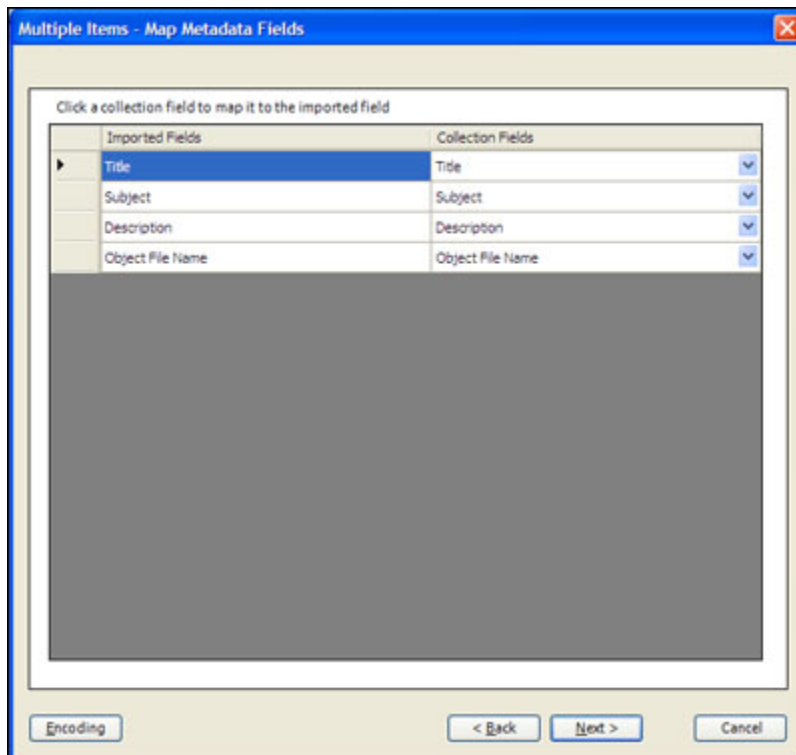 Multiple Items - Map Metadata Fields
Click a collection field to map it to the imported field
Imported Fields Collection Fields
Title Title
Subject Subject
Description Description
Object File Name Object File Name
Encoding < Back Next > Cancel